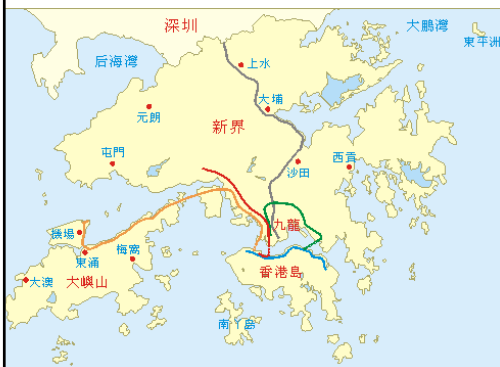 深圳
大鵬灣
東平洲
后海灣
上水
大埔
元朗
新界
屯門
沙田
西貢
九龍
機場
東涌
梅窩
大澳
大嶼山
香港島
南丫島